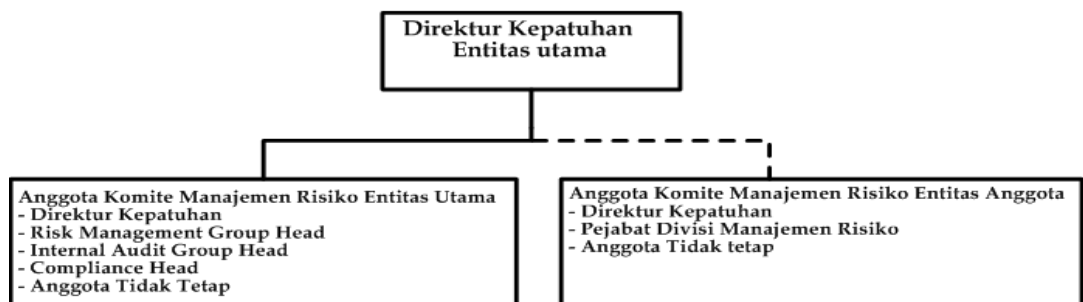 Direktur Kepatuhan
Entitas utama
Anggota Komite Manajemen Risiko Entitas Utama
- Direktur Kepatuhan
- Risk Management Group Head
- Internal Audit Group Head
- Compliance Head
- Anggota Tidak Tetap
Anggota Komite Manajemen Risiko Entitas Anggota
- Direktur Kepatuhan
- Pejabat Divisi Manajemen Risiko
- Anggota Tidak tetap